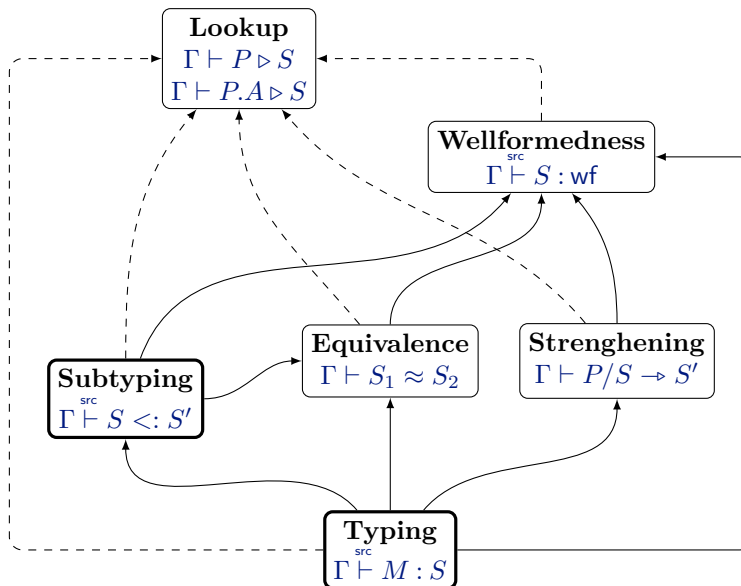 Lookup
Γ ⊢ P ▷ S
Γ ⊢ P.A ▷ S
Wellformedness
Γ ⊢src S : wf
Equivalence
Γ ⊢ S₁ ≈ S₂
Strenghening
Γ ⊢ P/S ⇾ S′
Subtyping
Γ ⊢src S <: S′
Typing
Γ ⊢src M : S